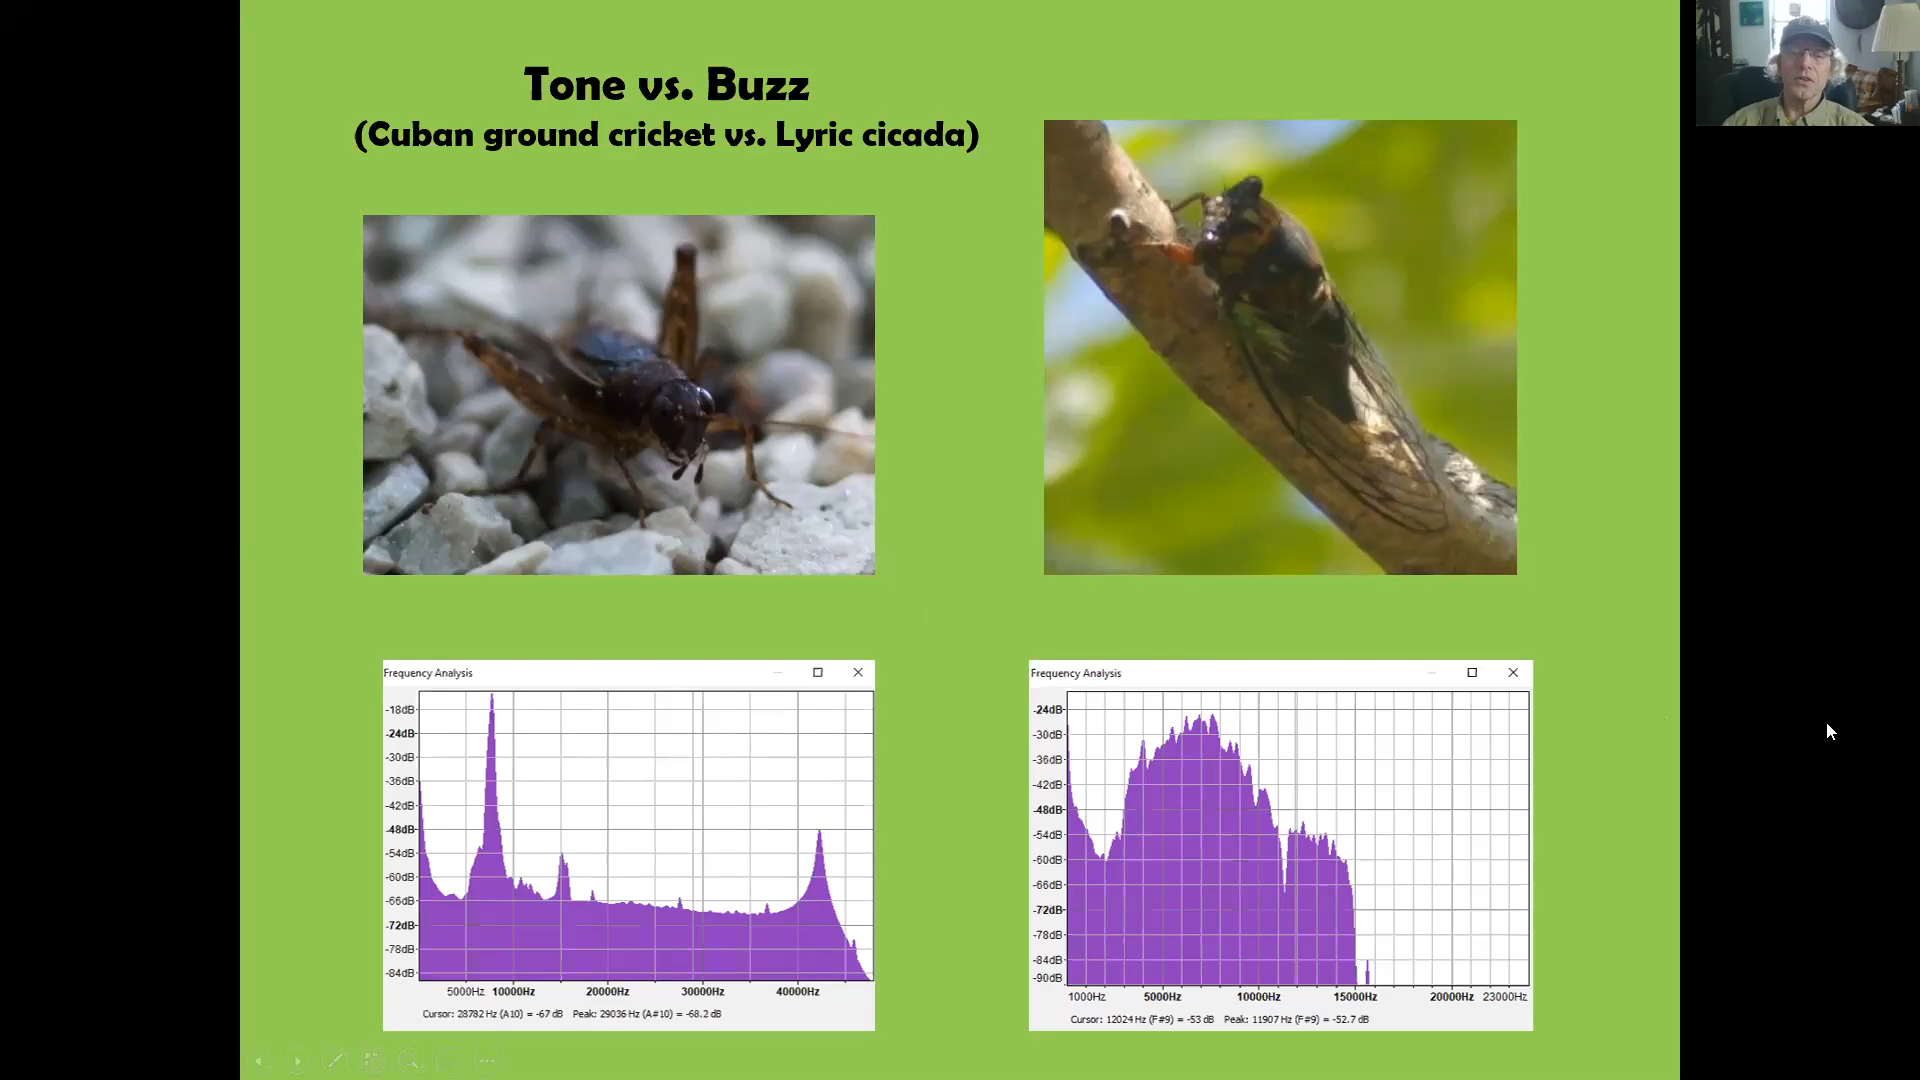 Tone vs. Buzz
(Cuban ground cricket vs. Lyric cicada)
Frequency Analysis
-18dB
-24dB
-30dB
-36dB
-42dB
-48dB
-54dB
-60dB
-66dB
-72dB
-78dB
-84dB
5000Hz 10000Hz 20000Hz 30000Hz 40000Hz
Cursor: 28782 Hz (A10) = -67 dB Peak: 29036 Hz (A#10) = -68.2 dB
Frequency Analysis
-24dB
-30dB
-36dB
-42dB
-48dB
-54dB
-60dB
-66dB
-72dB
-78dB
-84dB
-90dB
1000Hz 5000Hz 10000Hz 15000Hz 20000Hz 23000Hz
Cursor: 12024 Hz (F#9) = -53 dB Peak: 11907 Hz (F#9) = -52.7 dB